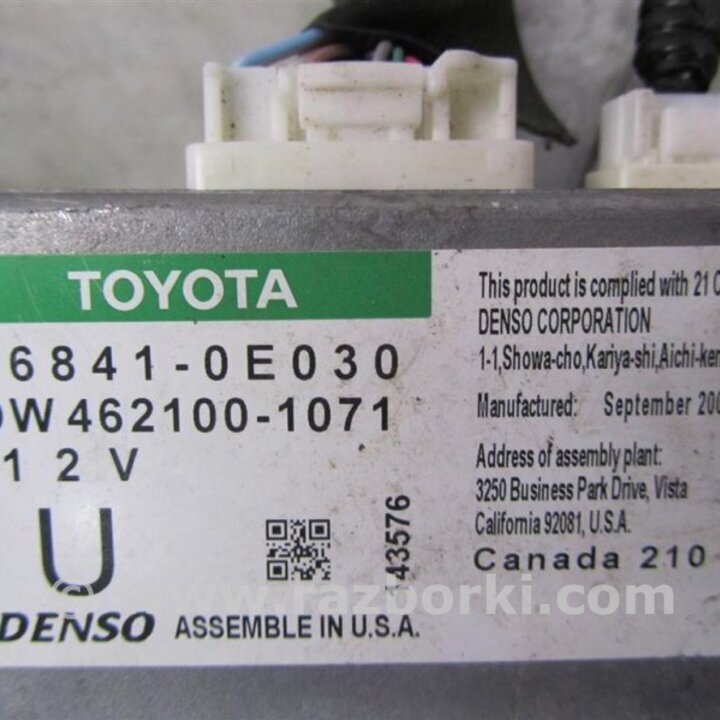 TOYOTA
6841-0E030
W462100-1071
12V
U
143576
DENSO ASSEMBLE IN U.S.A.
This product is complied with 21 C
DENSO CORPORATION
1-1,Showa-cho,Kariya-shi,Aichi-ken
Manufactured: September 200
Address of assembly plant:
3250 Business Park Drive, Vista
California 92081, U.S.A.
Canada 210
© www.razborki.com